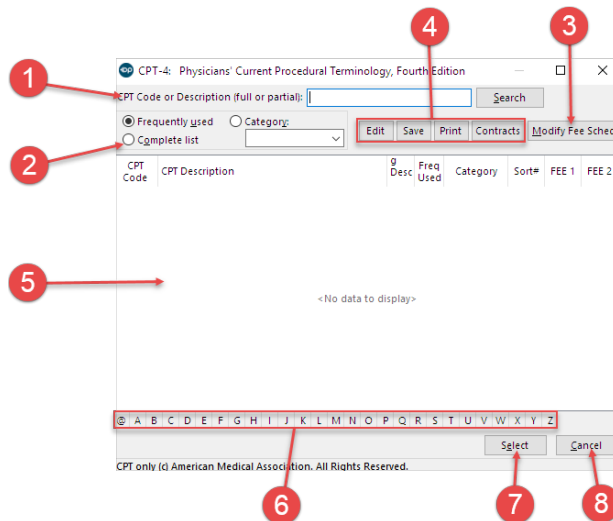 4
3
CPT-4: Physicians' Current Procedural Terminology, Fourth Edition
1
CPT Code or Description (full or partial):
Search
Frequently used
Category:
Edit
Save
Print
Contracts
Modify Fee Sched
2
Complete list
CPT Code
CPT Description
g Desc
Freq Used
Category
Sort#
FEE 1
FEE 2
5
<No data to display>
@ A B C D E F G H I J K L M N O P Q R S T U V W X Y Z
Select
Cancel
CPT only (c) American Medical Association. All Rights Reserved.
6
7
8